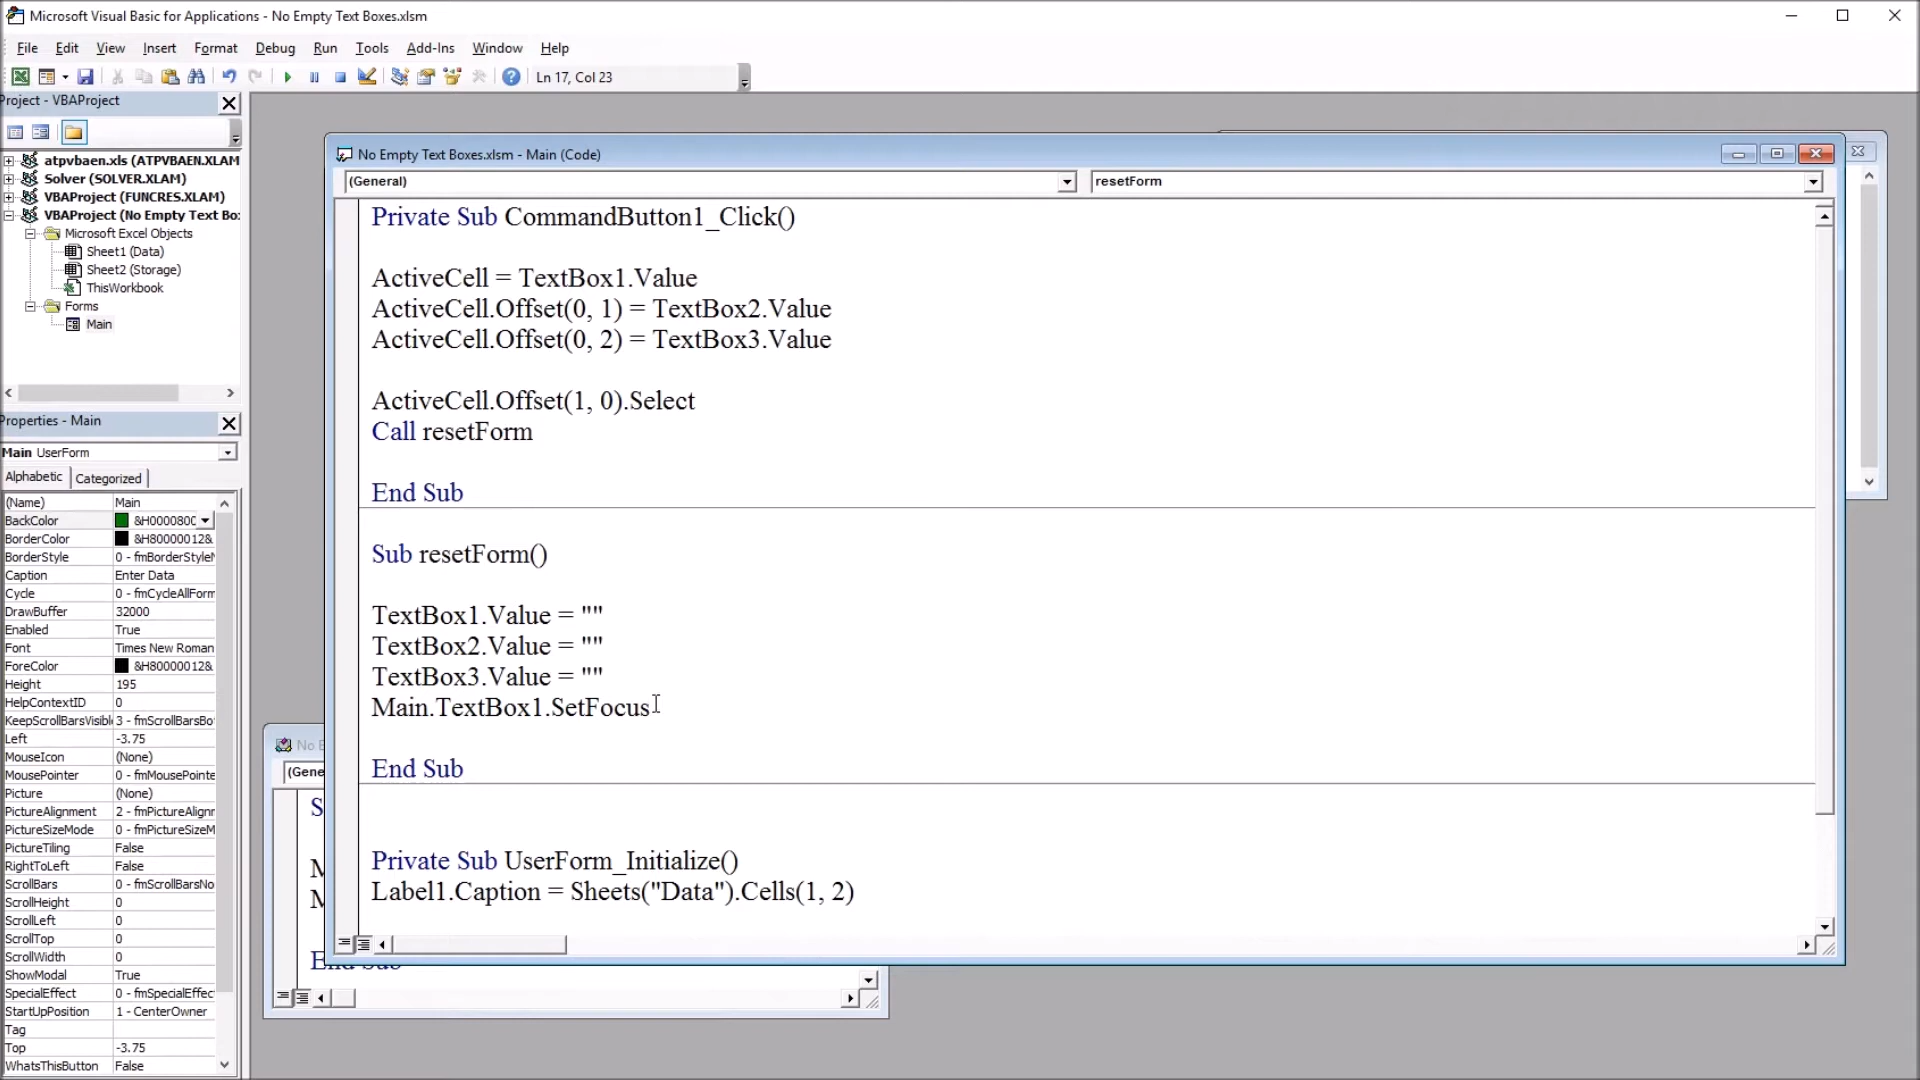 Microsoft Visual Basic for Applications - No Empty Text Boxes.xlsm
File Edit View Insert Format Debug Run Tools Add-Ins Window Help
Ln 17, Col 23
Project - VBAProject
atpvbaen.xls (ATPVBAEN.XLAM
Solver (SOLVER.XLAM)
VBAProject (FUNCRES.XLAM)
VBAProject (No Empty Text Bo:
Microsoft Excel Objects
Sheet1 (Data)
Sheet2 (Storage)
ThisWorkbook
Forms
Main
Properties - Main
Main UserForm
Alphabetic Categorized
(Name) Main
BackColor &H000080C
BorderColor &H80000012&
BorderStyle 0 - fmBorderStyleN
Caption Enter Data
Cycle 0 - fmCycleAllForm
DrawBuffer 32000
Enabled True
Font Times New Roman
ForeColor &H80000012&
Height 195
HelpContextID 0
KeepScrollBarsVisibl 3 - fmScrollBarsBo
Left -3.75
MouseIcon (None)
MousePointer 0 - fmMousePointe
Picture (None)
PictureAlignment 2 - fmPictureAlignr
PictureSizeMode 0 - fmPictureSizeM
PictureTiling False
RightToLeft False
ScrollBars 0 - fmScrollBarsNo
ScrollHeight 0
ScrollLeft 0
ScrollTop 0
ScrollWidth 0
ShowModal True
SpecialEffect 0 - fmSpecialEffec
StartUpPosition 1 - CenterOwner
Tag
Top -3.75
WhatsThisButton False
No Empty Text Boxes.xlsm - Main (Code)
(General) resetForm
Private Sub CommandButton1_Click()
ActiveCell = TextBox1.Value
ActiveCell.Offset(0, 1) = TextBox2.Value
ActiveCell.Offset(0, 2) = TextBox3.Value
ActiveCell.Offset(1, 0).Select
Call resetForm
End Sub
Sub resetForm()
TextBox1.Value = ""
TextBox2.Value = ""
TextBox3.Value = ""
Main.TextBox1.SetFocus
End Sub
Private Sub UserForm_Initialize()
Label1.Caption = Sheets("Data").Cells(1, 2)
No E
(Gene
S
M
M
End Sub